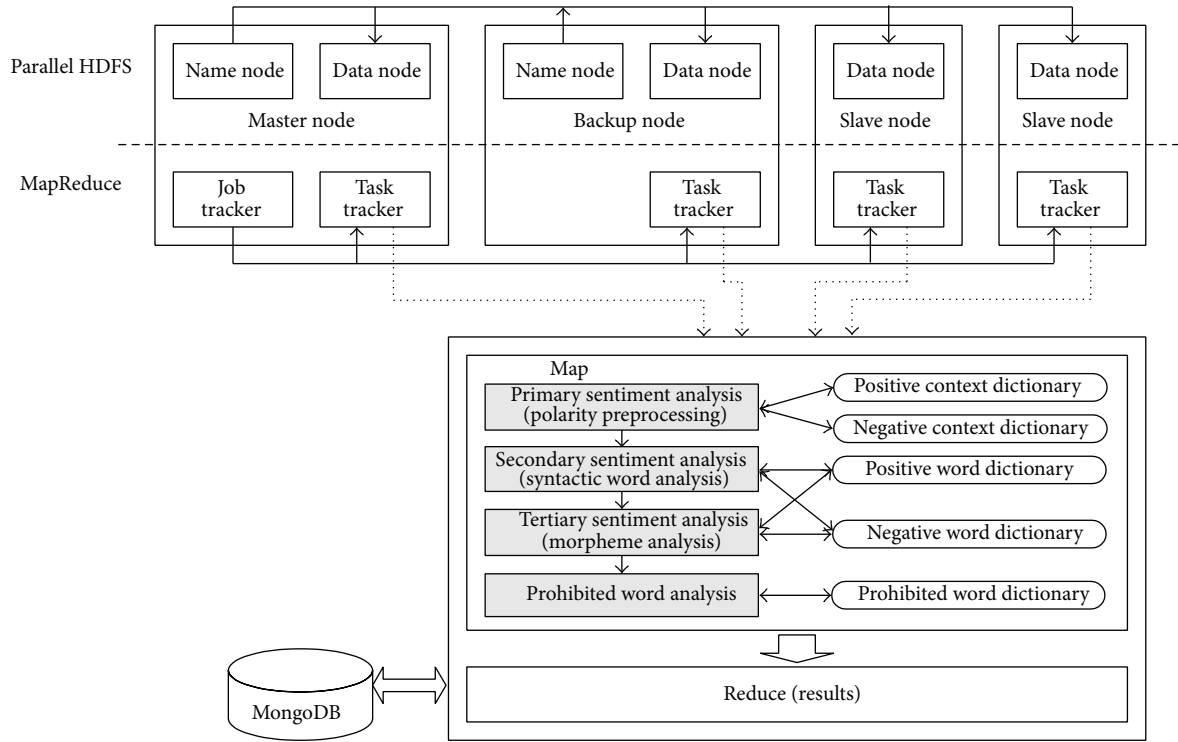 Parallel HDFS
Name node
Data node
Name node
Data node
Data node
Data node
Master node
Backup node
Slave node
Slave node
MapReduce
Job
tracker
Task
tracker
Task
tracker
Task
tracker
Task
tracker
Map
Primary sentiment analysis
(polarity preprocessing)
Positive context dictionary
Negative context dictionary
Secondary sentiment analysis
(syntactic word analysis)
Positive word dictionary
Tertiary sentiment analysis
(morpheme analysis)
Negative word dictionary
Prohibited word analysis
Prohibited word dictionary
Reduce (results)
MongoDB